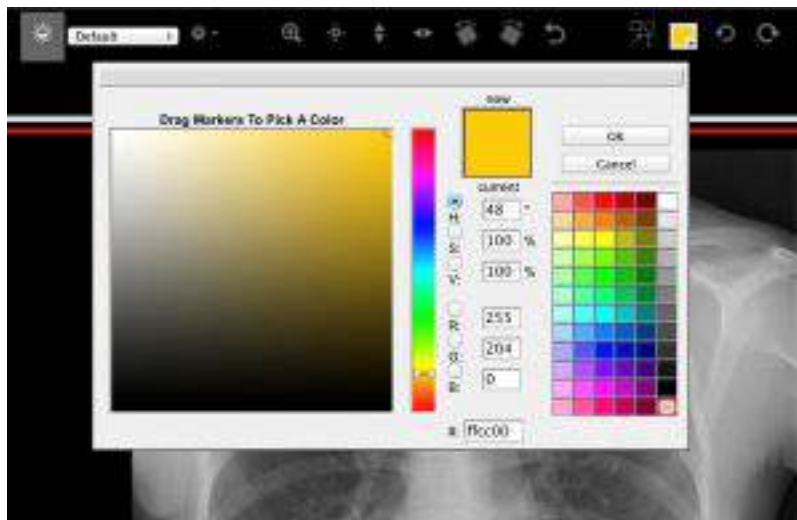 Default
Drag Markers To Pick A Color
new
current
OK
Cancel
H: 48 °
S: 100 %
V: 100 %
R: 255
G: 204
B: 0
#: ffcc00